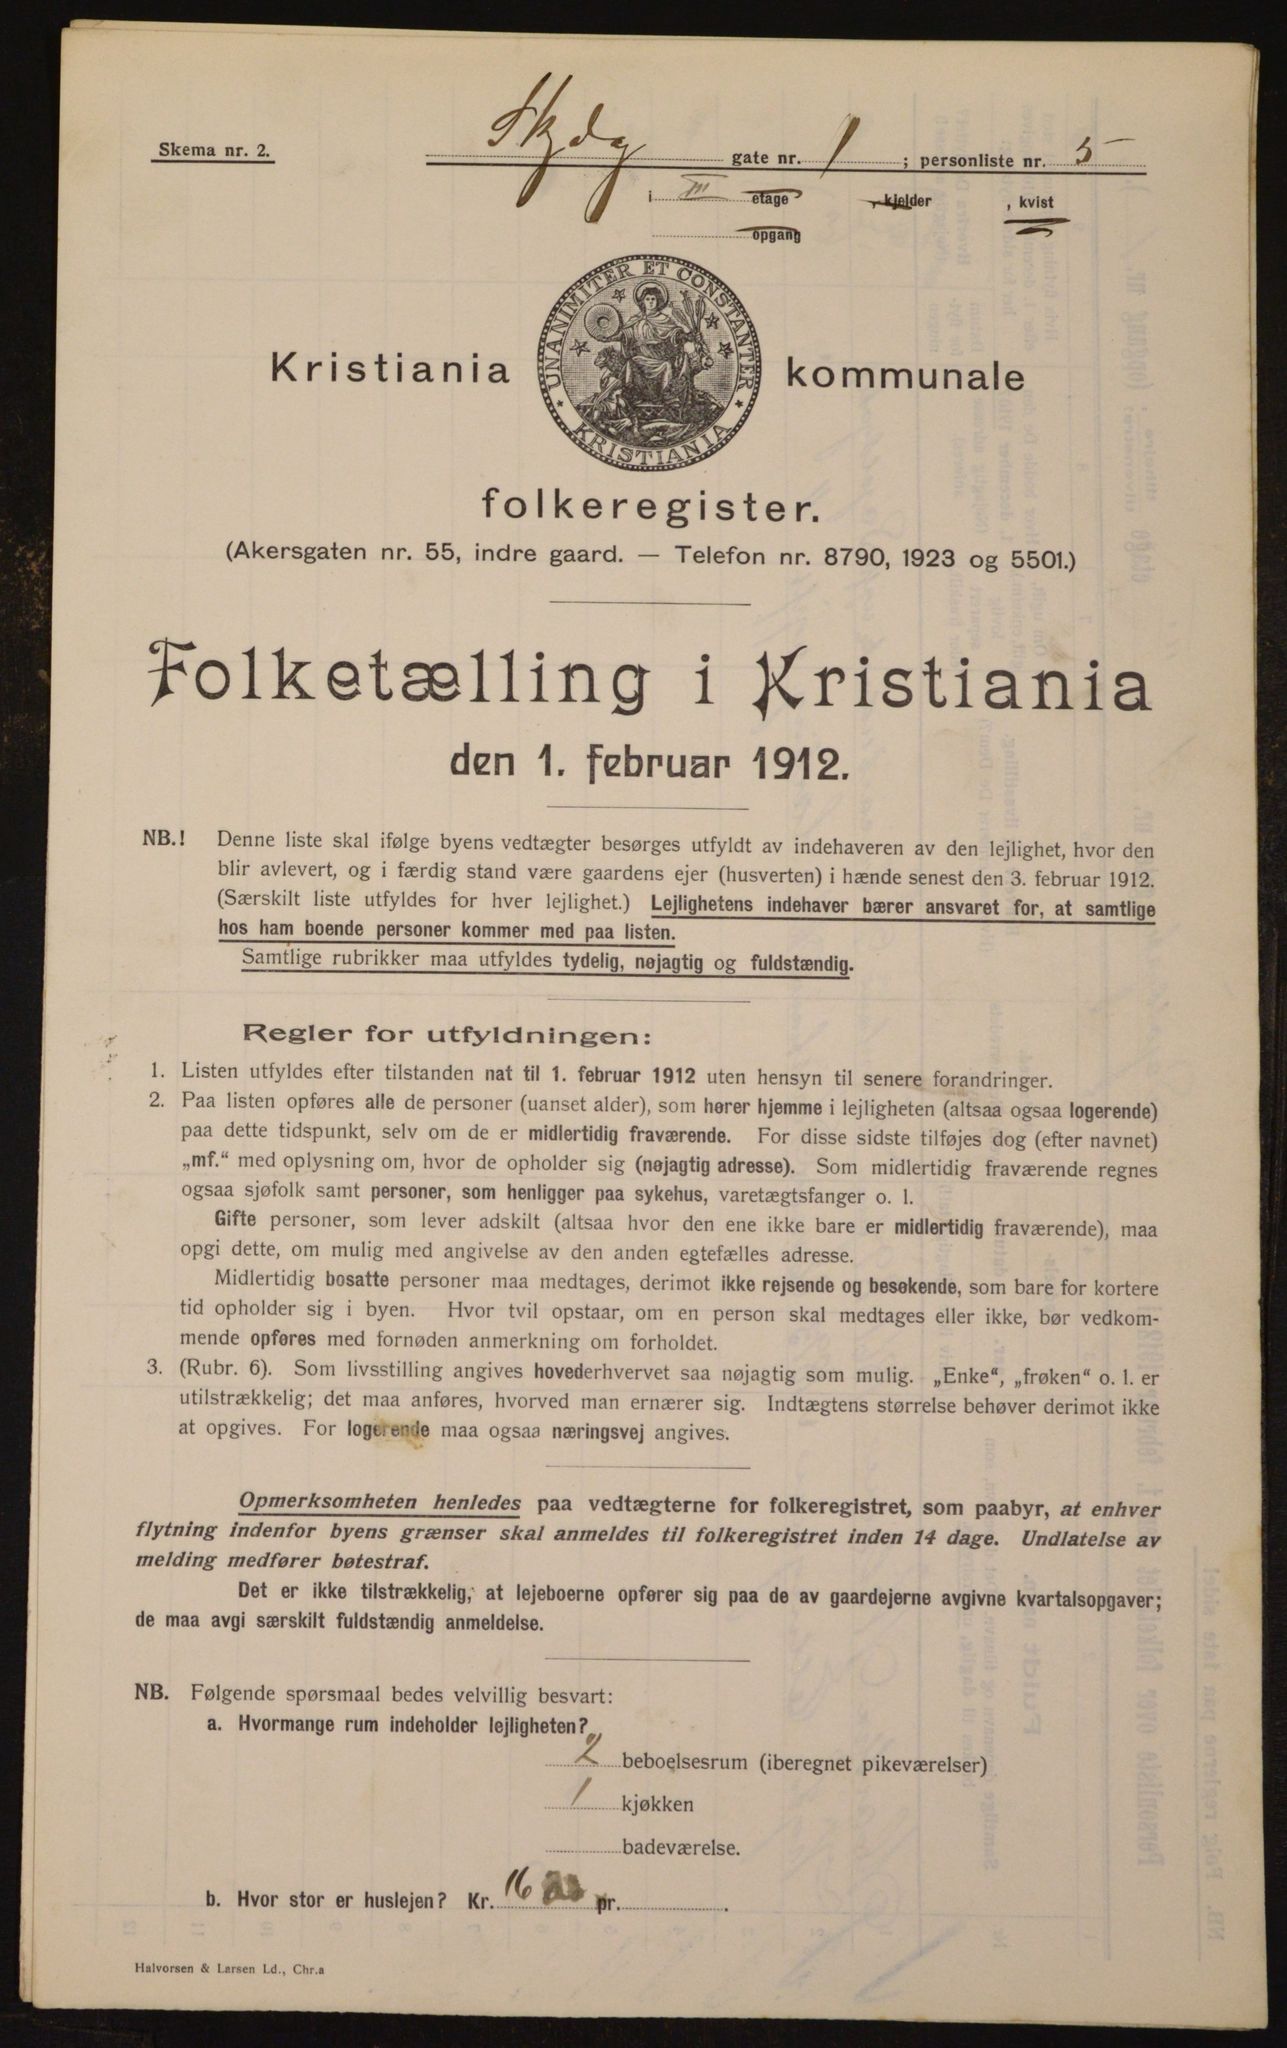 Skema nr. 2.
gate nr. 1; personliste nr. 5
i III etage, kjelder, kvist
opgang
UNANIMITER ET CONSTANTER
KRISTIANIA
Kristiania kommunale
folkeregister.
(Akersgaten nr. 55, indre gaard. — Telefon nr. 8790, 1923 og 5501.)
Folketælling i Kristiania
den 1. februar 1912.
NB.! Denne liste skal ifølge byens vedtægter besørges utfyldt av indehaveren av den lejlighet, hvor den
blir avlevert, og i færdig stand være gaardens ejer (husverten) i hænde senest den 3. februar 1912.
(Særskilt liste utfyldes for hver lejlighet.) Lejlighetens indehaver bærer ansvaret for, at samtlige
hos ham boende personer kommer med paa listen.
Samtlige rubrikker maa utfyldes tydelig, nøjagtig og fuldstændig.
Regler for utfyldningen:
1. Listen utfyldes efter tilstanden nat til 1. februar 1912 uten hensyn til senere forandringer.
2. Paa listen opføres alle de personer (uanset alder), som hører hjemme i lejligheten (altsaa ogsaa logerende)
paa dette tidspunkt, selv om de er midlertidig fraværende. For disse sidste tilføjes dog (efter navnet)
„mf.“ med oplysning om, hvor de opholder sig (nøjagtig adresse). Som midlertidig fraværende regnes
ogsaa sjøfolk samt personer, som henligger paa sykehus, varetægtsfanger o. l.
Gifte personer, som lever adskilt (altsaa hvor den ene ikke bare er midlertidig fraværende), maa
opgi dette, om mulig med angivelse av den anden egtefælles adresse.
Midlertidig bosatte personer maa medtages, derimot ikke rejsende og besøkende, som bare for kortere
tid opholder sig i byen. Hvor tvil opstaar, om en person skal medtages eller ikke, bør vedkom-
mende opføres med fornøden anmerkning om forholdet.
3. (Rubr. 6). Som livsstilling angives hovederhvervet saa nøjagtig som mulig. „Enke“, „frøken“ o. l. er
utilstrækkelig; det maa anføres, hvorved man ernærer sig. Indtægtens størrelse behøver derimot ikke
at opgives. For logerende maa ogsaa næringsvej angives.
Opmerksomheten henledes paa vedtægterne for folkeregistret, som paabyr, at enhver
flytning indenfor byens grænser skal anmeldes til folkeregistret inden 14 dage. Undlatelse av
melding medfører bøtestraf.
Det er ikke tilstrækkelig, at lejeboerne opfører sig paa de av gaardejerne avgivne kvartalsopgaver;
de maa avgi særskilt fuldstændig anmeldelse.
NB. Følgende spørsmaal bedes velvillig besvart:
a. Hvormange rum indeholder lejligheten?
2 beboelsesrum (iberegnet pikeværelser)
1 kjøkken
badeværelse.
b. Hvor stor er huslejen? Kr. 16 pr.
Halvorsen & Larsen Ld., Chr.a